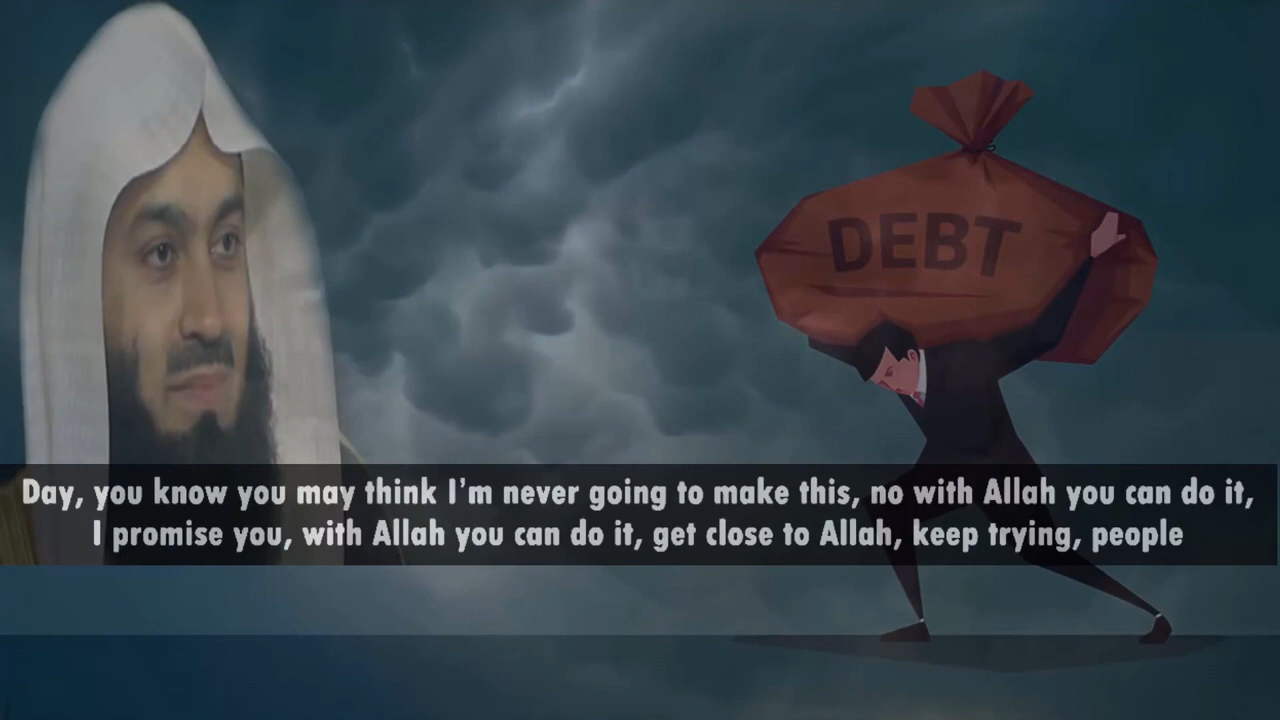 DEBT
Day, you know you may think I'm never going to make this, no with Allah you can do it,
I promise you, with Allah you can do it, get close to Allah, keep trying, people